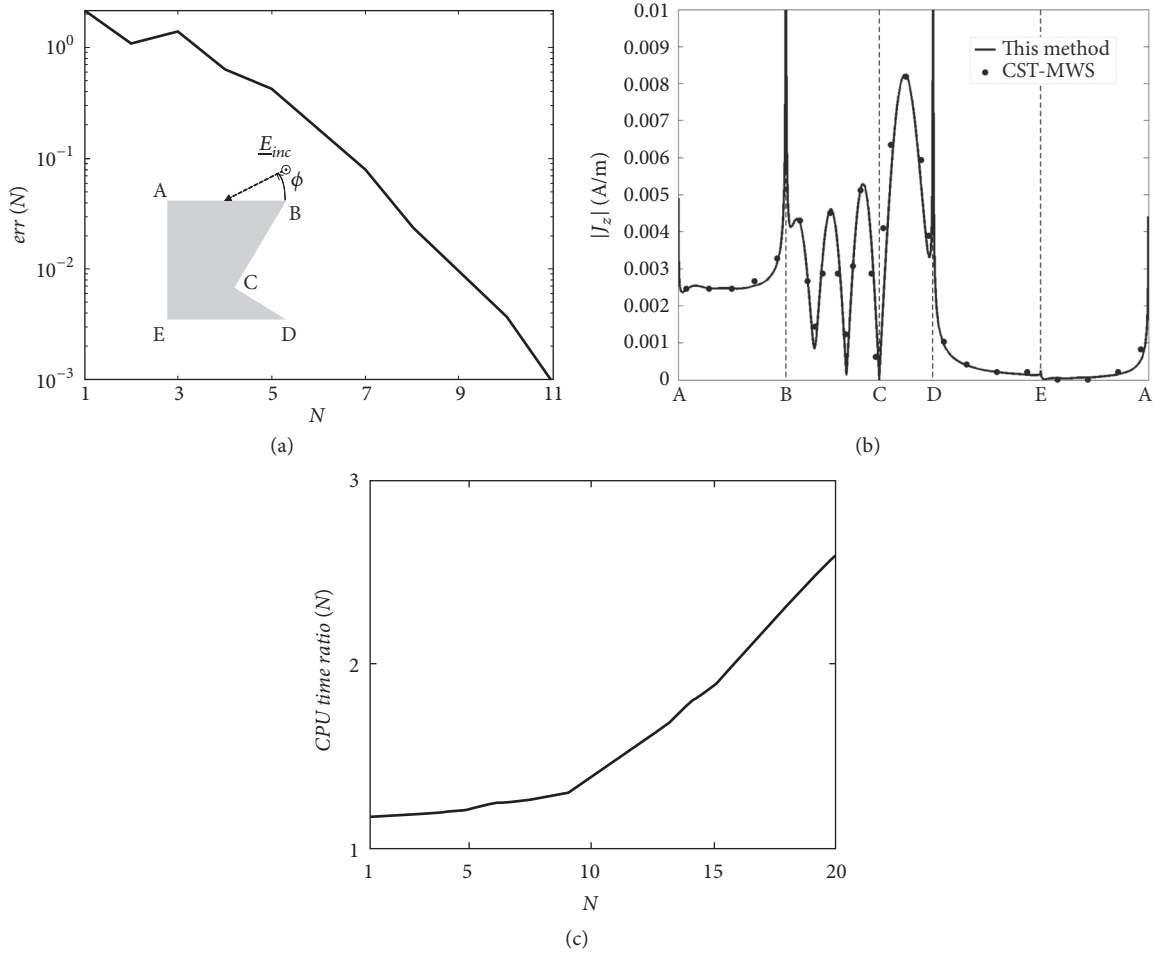 10⁰
10⁻¹
10⁻²
10⁻³
err (N)
E_inc
ϕ
A
B
C
E
D
1 3 5 7 9 11
N
(a)
0.01
0.009
0.008
0.007
0.006
0.005
0.004
0.003
0.002
0.001
0
|J_z| (A/m)
This method
CST-MWS
A B C D E A
(b)
3
2
1
CPU time ratio (N)
1 5 10 15 20
N
(c)